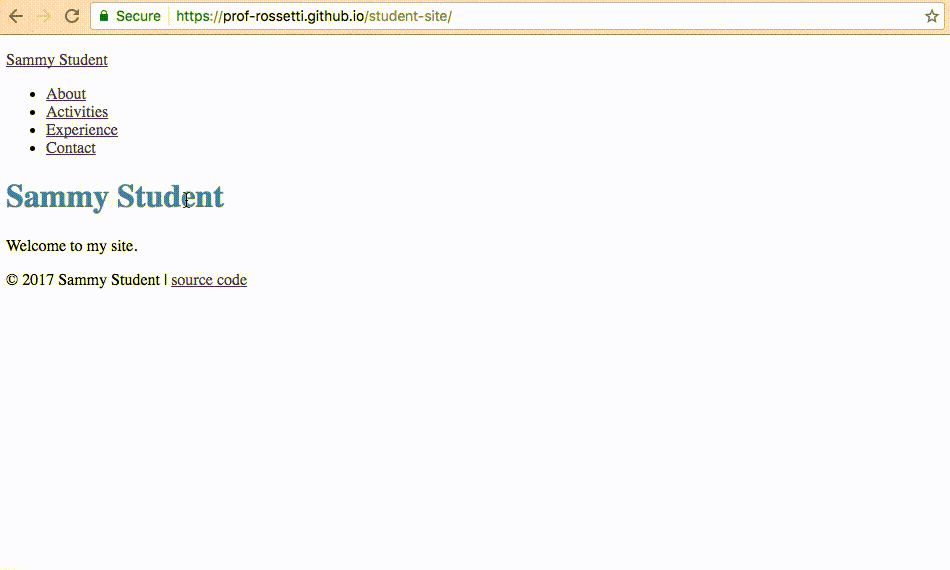 Secure https://prof-rossetti.github.io/student-site/
Sammy Student
About
Activities
Experience
Contact
Sammy Student
Welcome to my site.
© 2017 Sammy Student | source code